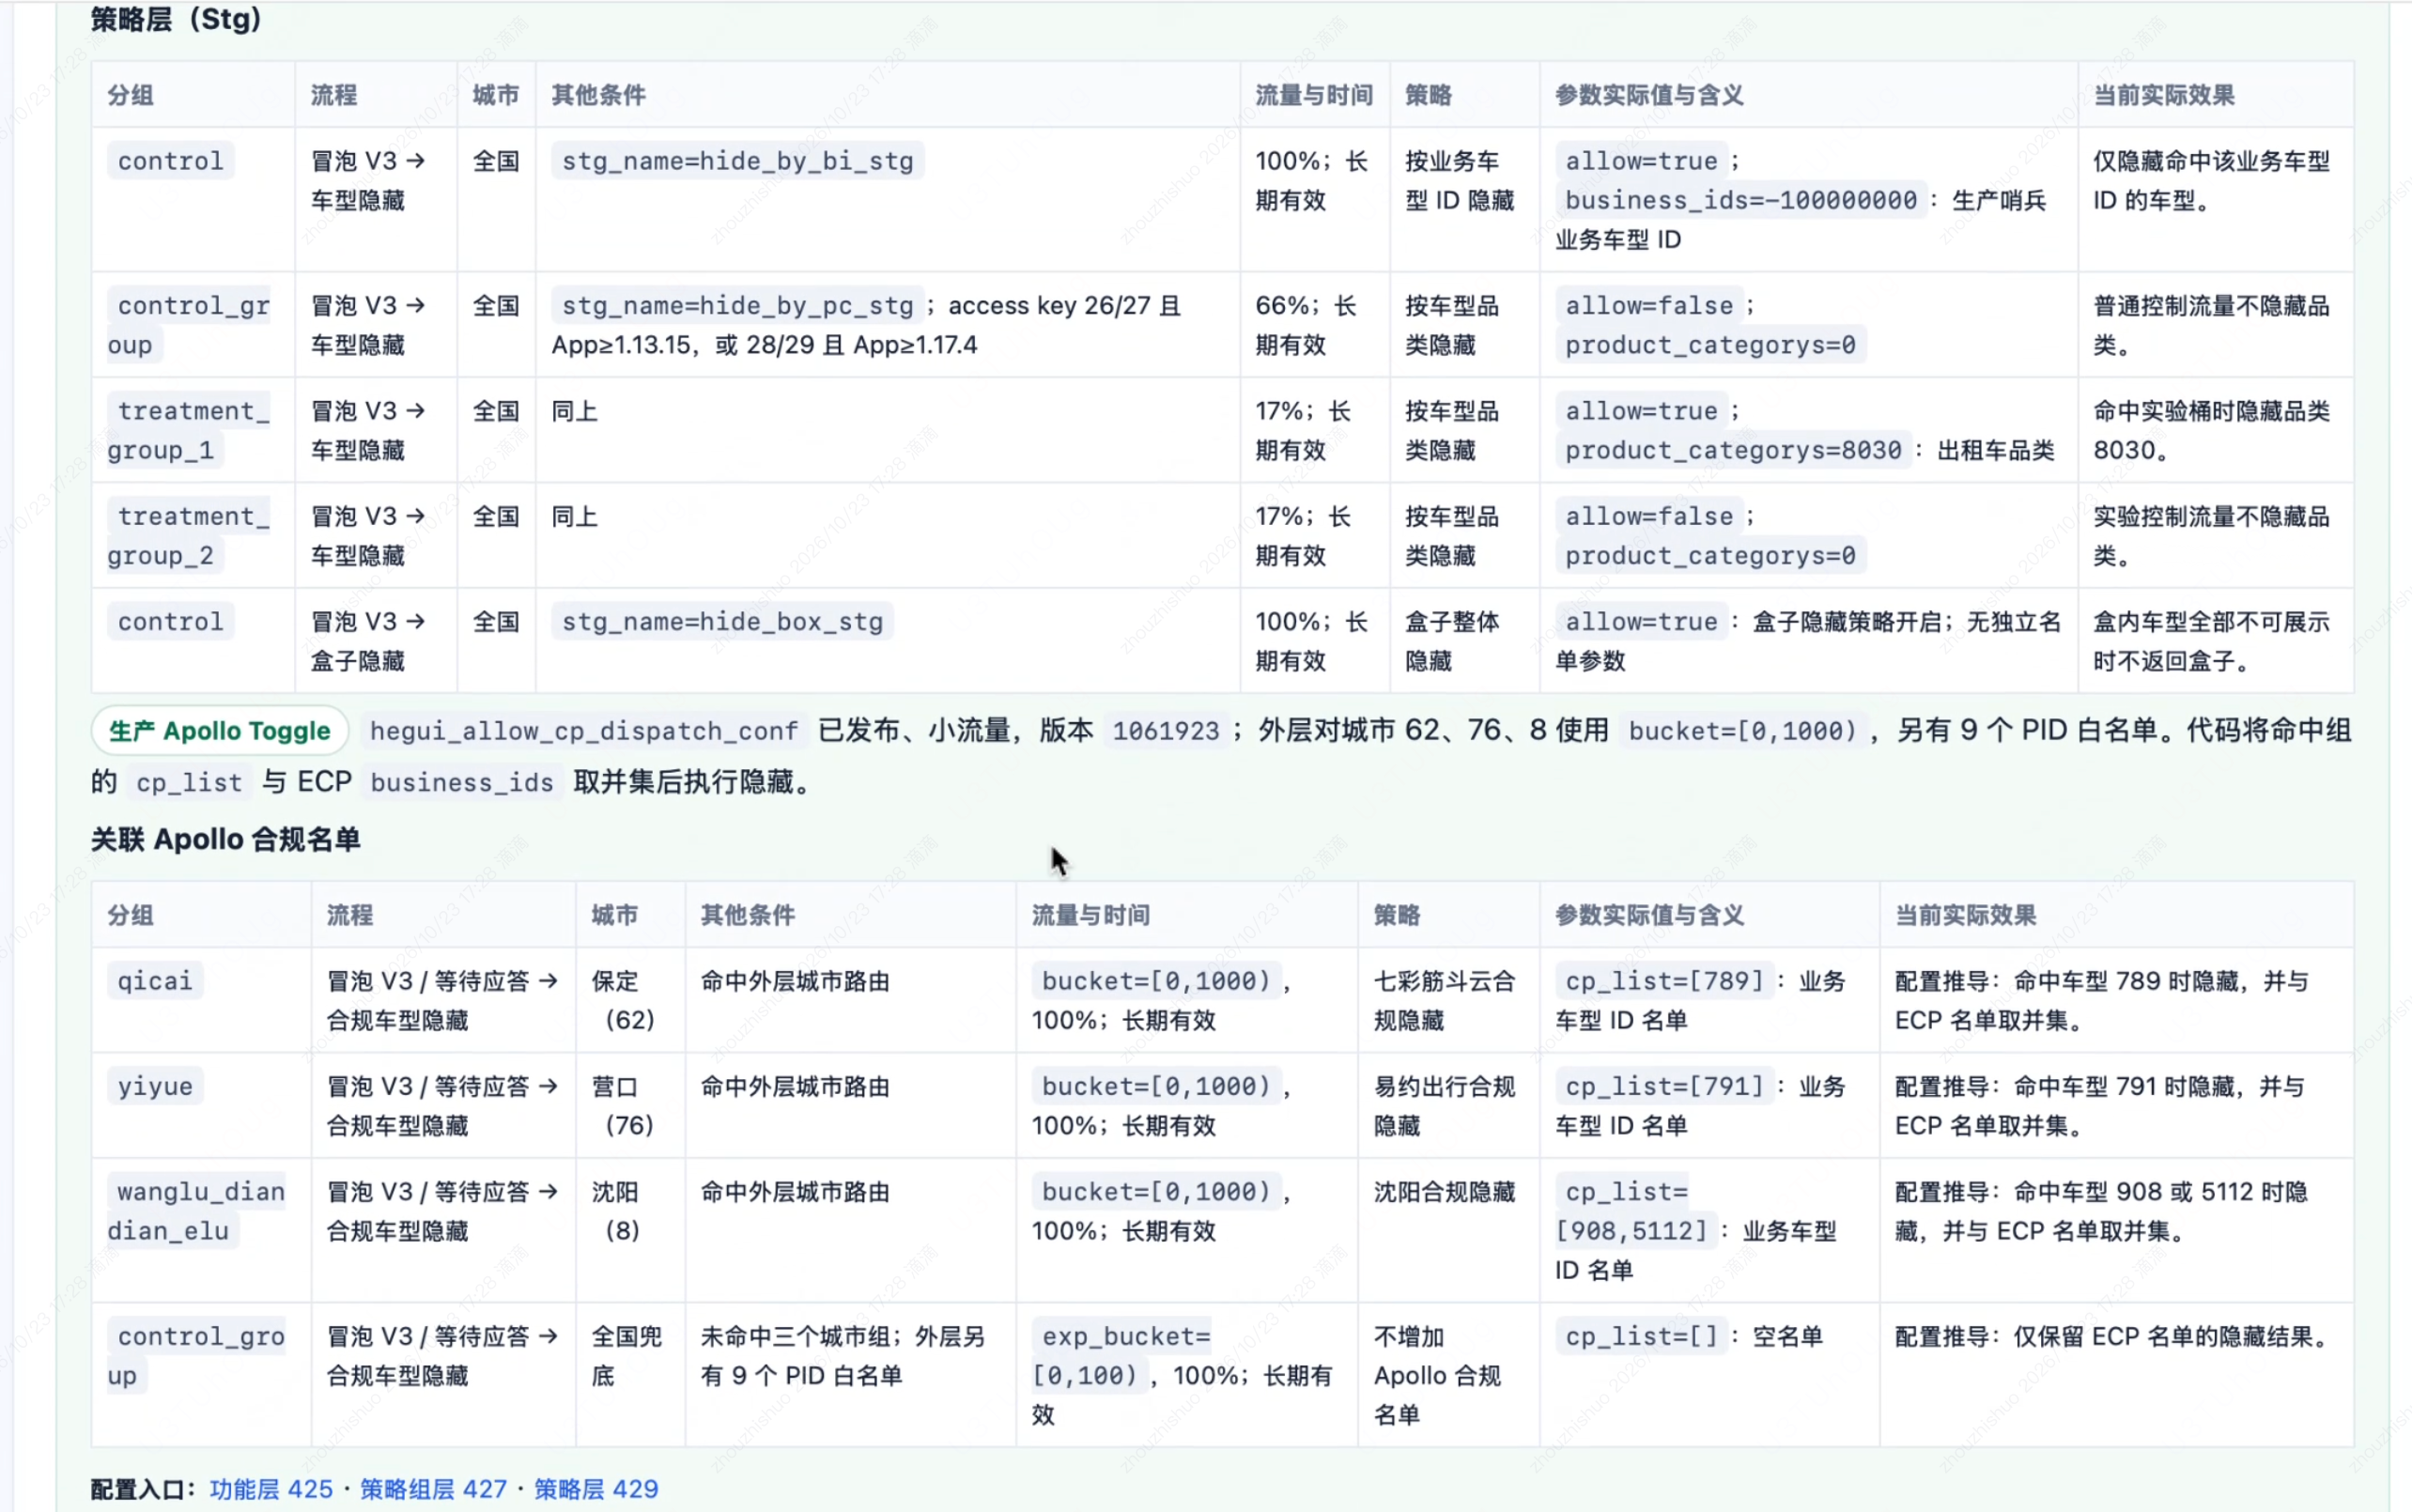 策略层（Stg）
分组 流程 城市 其他条件 流量与时间 策略 参数实际值与含义 当前实际效果
control 冒泡 V3 → 车型隐藏 全国 stg_name=hide_by_bi_stg 100%；长期有效 按业务车型 ID 隐藏 allow=true；business_ids=-100000000：生产哨兵业务车型 ID 仅隐藏命中该业务车型 ID 的车型。
control_group 冒泡 V3 → 车型隐藏 全国 stg_name=hide_by_pc_stg；access key 26/27 且 App≥1.13.15，或 28/29 且 App≥1.17.4 66%；长期有效 按车型品类隐藏 allow=false；product_categorys=0 普通控制流量不隐藏品类。
treatment_group_1 冒泡 V3 → 车型隐藏 全国 同上 17%；长期有效 按车型品类隐藏 allow=true；product_categorys=8030：出租车品类 命中实验桶时隐藏品类 8030。
treatment_group_2 冒泡 V3 → 车型隐藏 全国 同上 17%；长期有效 按车型品类隐藏 allow=false；product_categorys=0 实验控制流量不隐藏品类。
control 冒泡 V3 → 盒子隐藏 全国 stg_name=hide_box_stg 100%；长期有效 盒子整体隐藏 allow=true：盒子隐藏策略开启；无独立名单参数 盒内车型全部不可展示时不返回盒子。
生产 Apollo Toggle hegui_allow_cp_dispatch_conf 已发布、小流量，版本 1061923；外层对城市 62、76、8 使用 bucket=[0,1000)，另有 9 个 PID 白名单。代码将命中组
的 cp_list 与 ECP business_ids 取并集后执行隐藏。
关联 Apollo 合规名单
分组 流程 城市 其他条件 流量与时间 策略 参数实际值与含义 当前实际效果
qicai 冒泡 V3 / 等待应答 → 合规车型隐藏 保定（62） 命中外层城市路由 bucket=[0,1000)，100%；长期有效 七彩筋斗云合规隐藏 cp_list=[789]：业务车型 ID 名单 配置推导：命中车型 789 时隐藏，并与 ECP 名单取并集。
yiyue 冒泡 V3 / 等待应答 → 合规车型隐藏 营口（76） 命中外层城市路由 bucket=[0,1000)，100%；长期有效 易约出行合规隐藏 cp_list=[791]：业务车型 ID 名单 配置推导：命中车型 791 时隐藏，并与 ECP 名单取并集。
wanglu_diandian_elu 冒泡 V3 / 等待应答 → 合规车型隐藏 沈阳（8） 命中外层城市路由 bucket=[0,1000)，100%；长期有效 沈阳合规隐藏 cp_list=[908,5112]：业务车型 ID 名单 配置推导：命中车型 908 或 5112 时隐藏，并与 ECP 名单取并集。
control_group 冒泡 V3 / 等待应答 → 合规车型隐藏 全国兜底 未命中三个城市组；外层另有 9 个 PID 白名单 exp_bucket=[0,100)，100%；长期有效 不增加 Apollo 合规名单 cp_list=[]：空名单 配置推导：仅保留 ECP 名单的隐藏结果。
配置入口：功能层 425 · 策略组层 427 · 策略层 429
zhouzhishuo 2026/10/23 17:28 滴滴